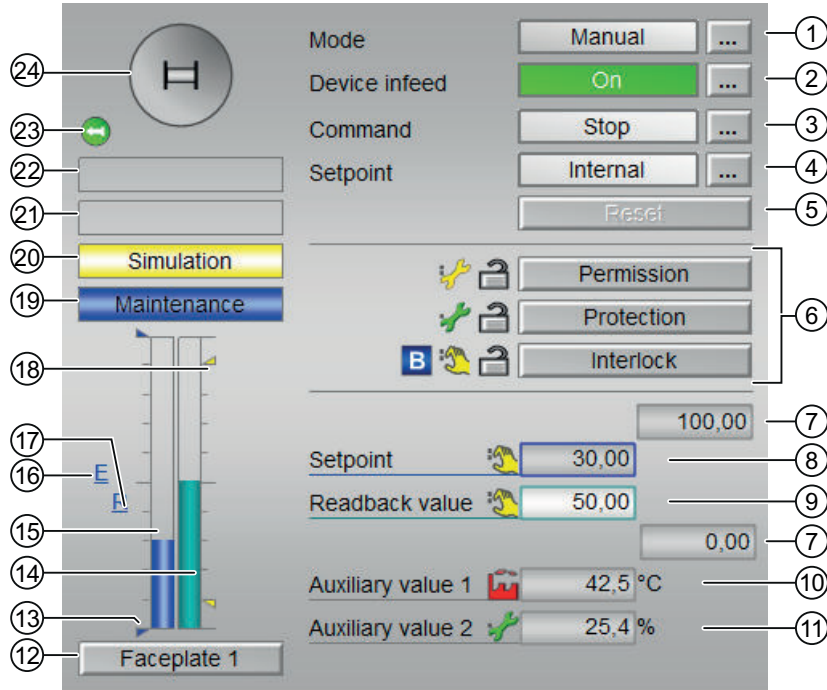 Mode Manual ... 1
24
Device infeed On ... 2
23
Command Stop ... 3
22
Setpoint Internal ... 4
21
Reset 5
20 Simulation
Permission
19 Maintenance
Protection 6
B Interlock
18
100,00 7
17
16 E
Setpoint 30,00 8
F
Readback value 50,00 9
15
0,00 7
14
Auxiliary value 1 42,5 °C 10
13
Auxiliary value 2 25,4 % 11
12 Faceplate 1